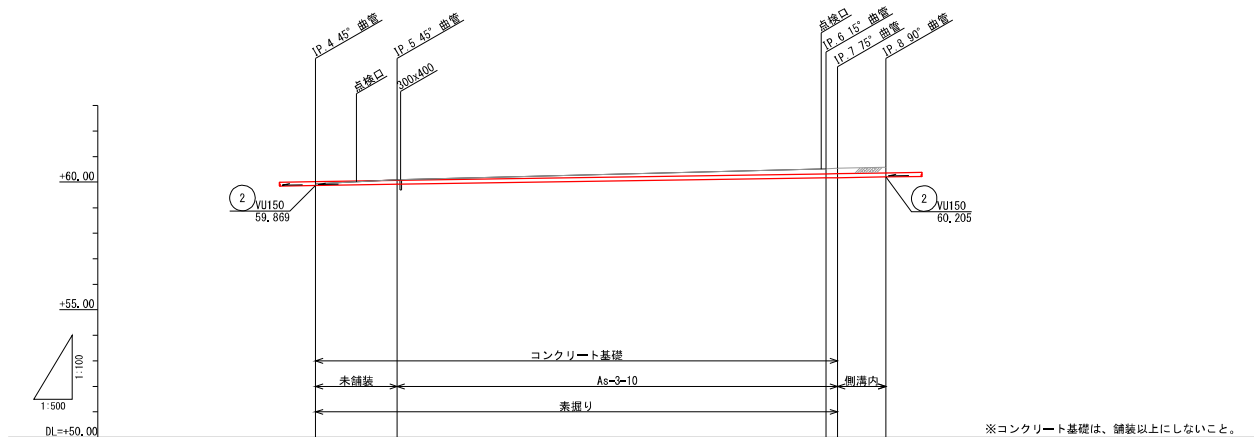 IP.4 45° 曲管
点検口
IP.5 45° 曲管
300x400
点検口
IP.6 15° 曲管
IP.7 75° 曲管
IP.8 90° 曲管
+60.00
2
VU150
59.869
2
VU150
60.205
+55.00
1:100
1:500
コンクリート基礎
未舗装
As-3-10
側溝内
素掘り
DL=+50.00
※コンクリート基礎は、舗装以上にしないこと。